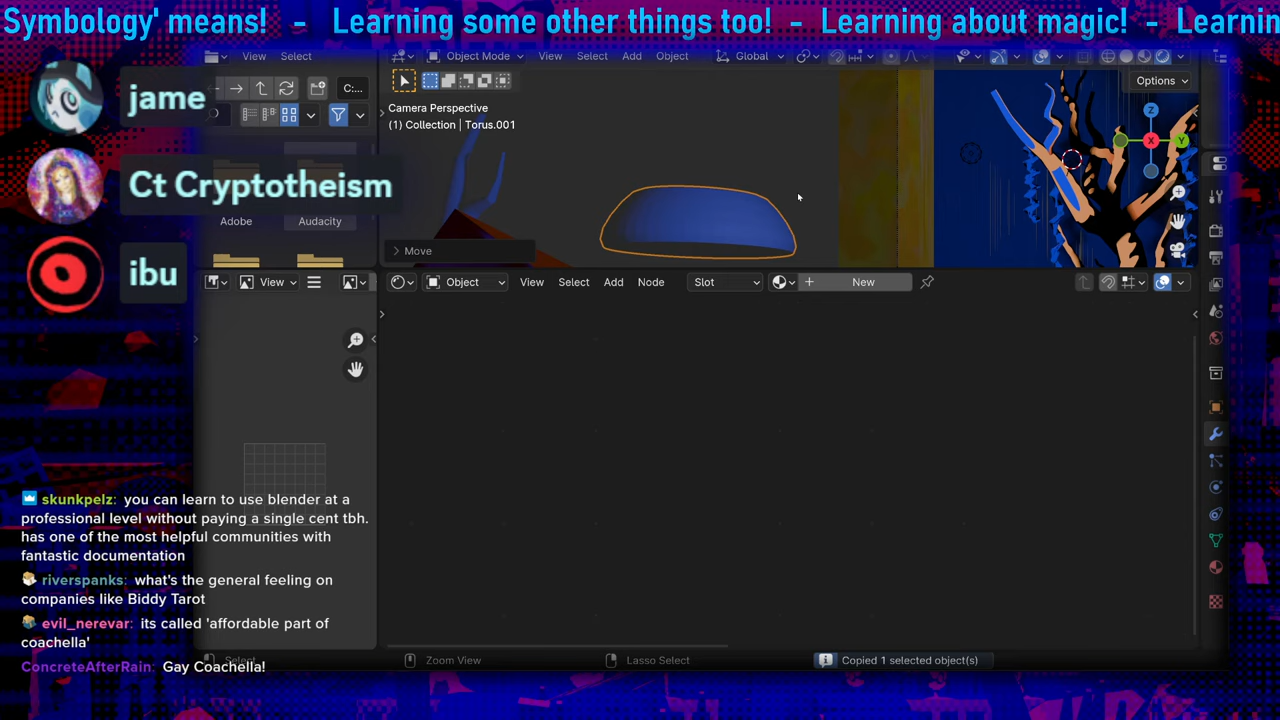 Symbology' means!   -   Learning some other things too!  -  Learning about magic!  -  Learnin
View Select
Object Mode View Select Add Object Global
jame
C:...
Options
Camera Perspective
(1) Collection | Torus.001
Z
Y
X
Ct Cryptotheism
Adobe Audacity
Move
ibu
View
Object View Select Add Node Slot New
skunkpelz: you can learn to use blender at a
professional level without paying a single cent tbh.
has one of the most helpful communities with
fantastic documentation
riverspanks: what's the general feeling on
companies like Biddy Tarot
evil_nerevar: its called 'affordable part of
coachella'
ConcreteAfterRain: Gay Coachella!
Select Zoom View Lasso Select Copied 1 selected object(s)